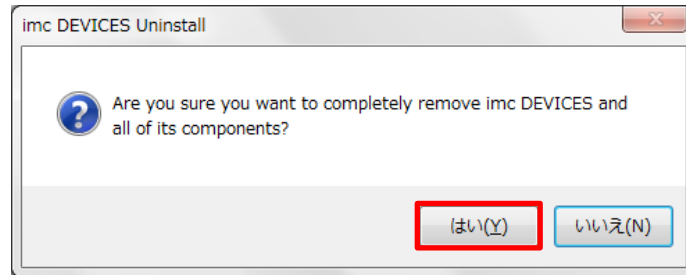 imc DEVICES Uninstall
Are you sure you want to completely remove imc DEVICES and
all of its components?
はい(Y)
いいえ(N)